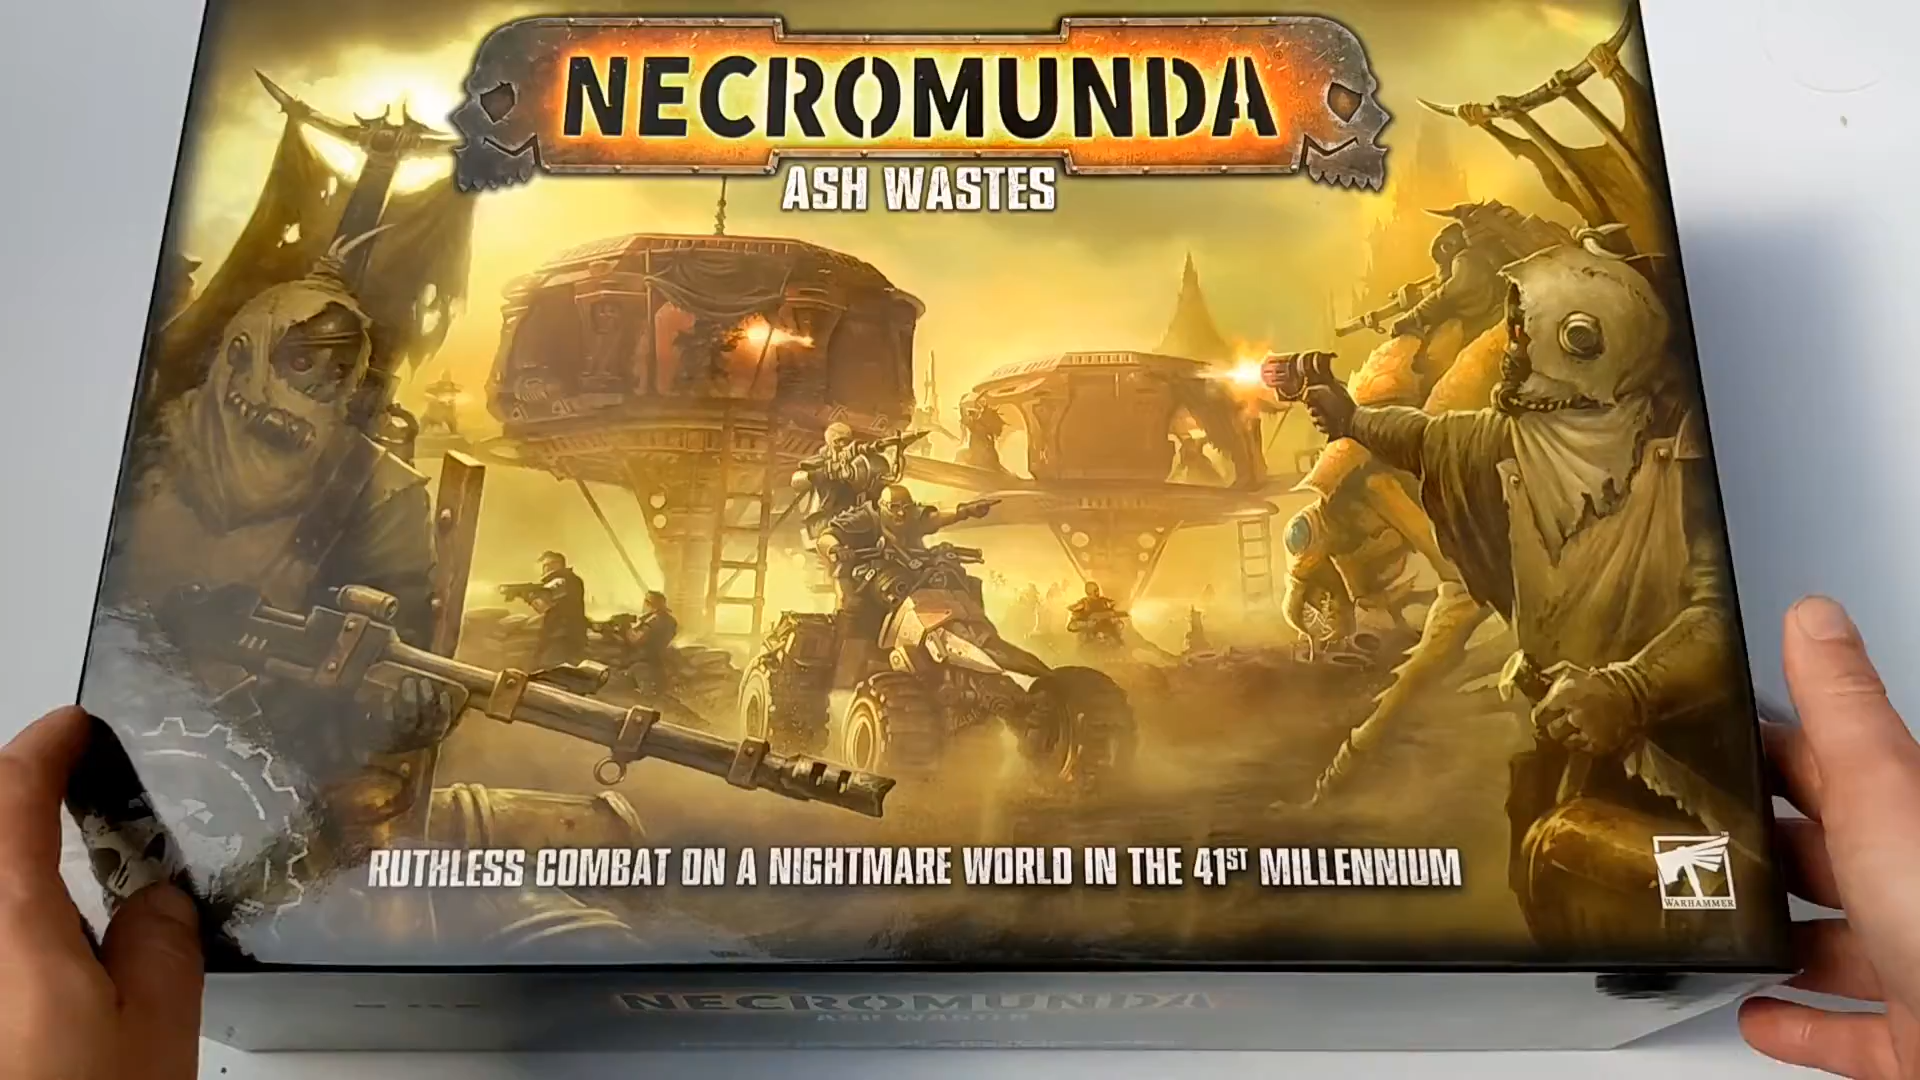 NECROMUNDA
ASH WASTES
RUTHLESS COMBAT ON A NIGHTMARE WORLD IN THE 41ST MILLENNIUM
WARHAMMER
NECROMUNDA
ASH WASTES